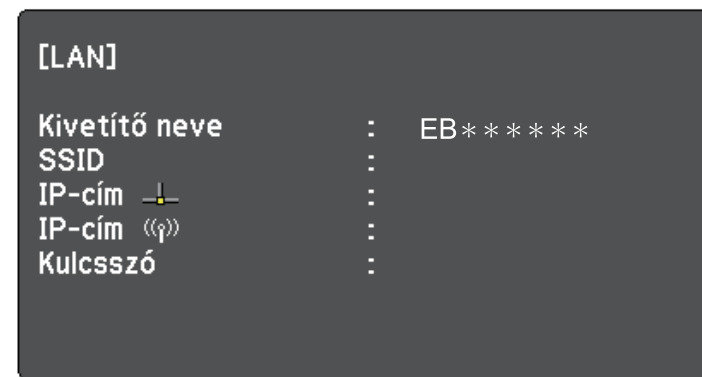 [LAN]
Kivetítő neve : EB******
SSID :
IP-cím :
IP-cím :
Kulcsszó :